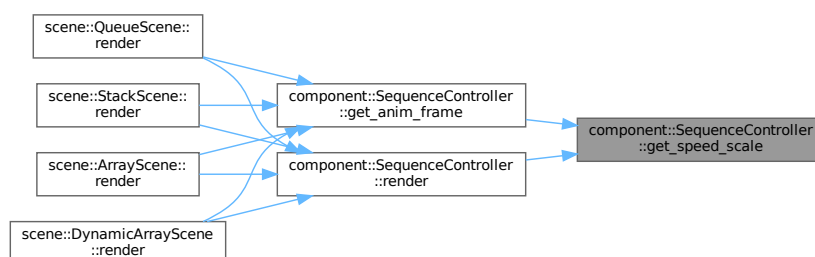 scene::QueueScene::
render
scene::StackScene::
render
scene::ArrayScene::
render
scene::DynamicArrayScene
::render
component::SequenceController
::get_anim_frame
component::SequenceController
::render
component::SequenceController
::get_speed_scale